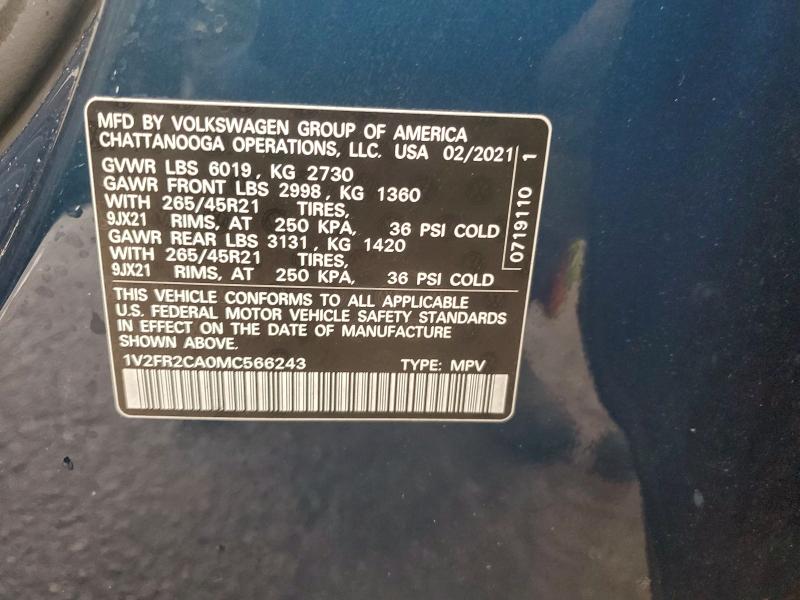 MFD BY VOLKSWAGEN GROUP OF AMERICA
CHATTANOOGA OPERATIONS, LLC. USA 02/2021
GVWR LBS 6019, KG 2730
GAWR FRONT LBS 2998, KG 1360
WITH 265/45R21 TIRES,
9JX21 RIMS, AT 250 KPA, 36 PSI COLD
GAWR REAR LBS 3131, KG 1420
WITH 265/45R21 TIRES,
9JX21 RIMS, AT 250 KPA, 36 PSI COLD
0719110 1
THIS VEHICLE CONFORMS TO ALL APPLICABLE
U.S. FEDERAL MOTOR VEHICLE SAFETY STANDARDS
IN EFFECT ON THE DATE OF MANUFACTURE
SHOWN ABOVE.
1V2FR2CA0MC566243 TYPE: MPV